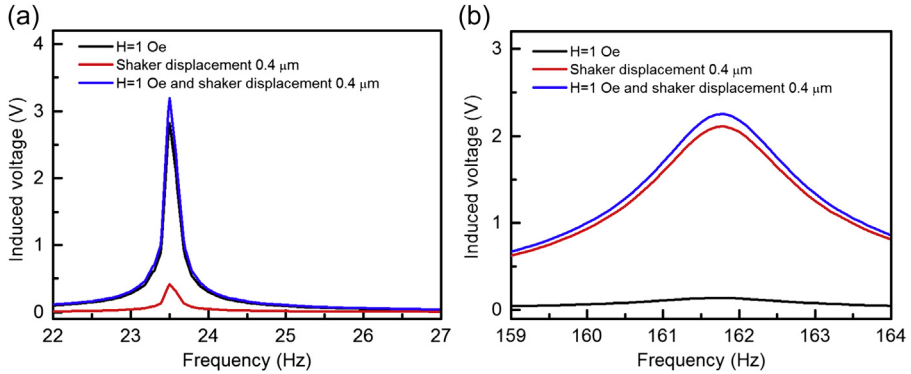 (a)
H=1 Oe
Shaker displacement 0.4 μm
H=1 Oe and shaker displacement 0.4 μm
Induced voltage (V)
4
3
2
1
0
22 23 24 25 26 27
Frequency (Hz)
(b)
H=1 Oe
Shaker displacement 0.4 μm
H=1 Oe and shaker displacement 0.4 μm
Induced voltage (V)
3
2
1
0
159 160 161 162 163 164
Frequency (Hz)